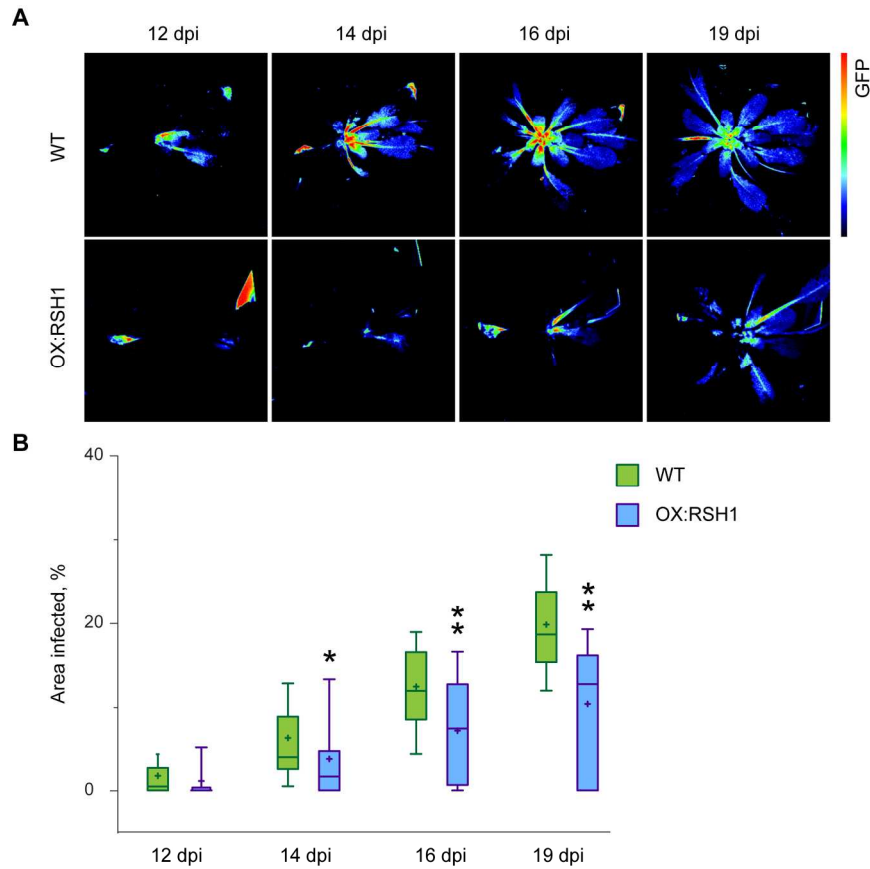 A
12 dpi 14 dpi 16 dpi 19 dpi
WT
GFP
OX:RSH1
B
40
WT
OX:RSH1
Area infected, %
* * * * *
20
0
12 dpi 14 dpi 16 dpi 19 dpi